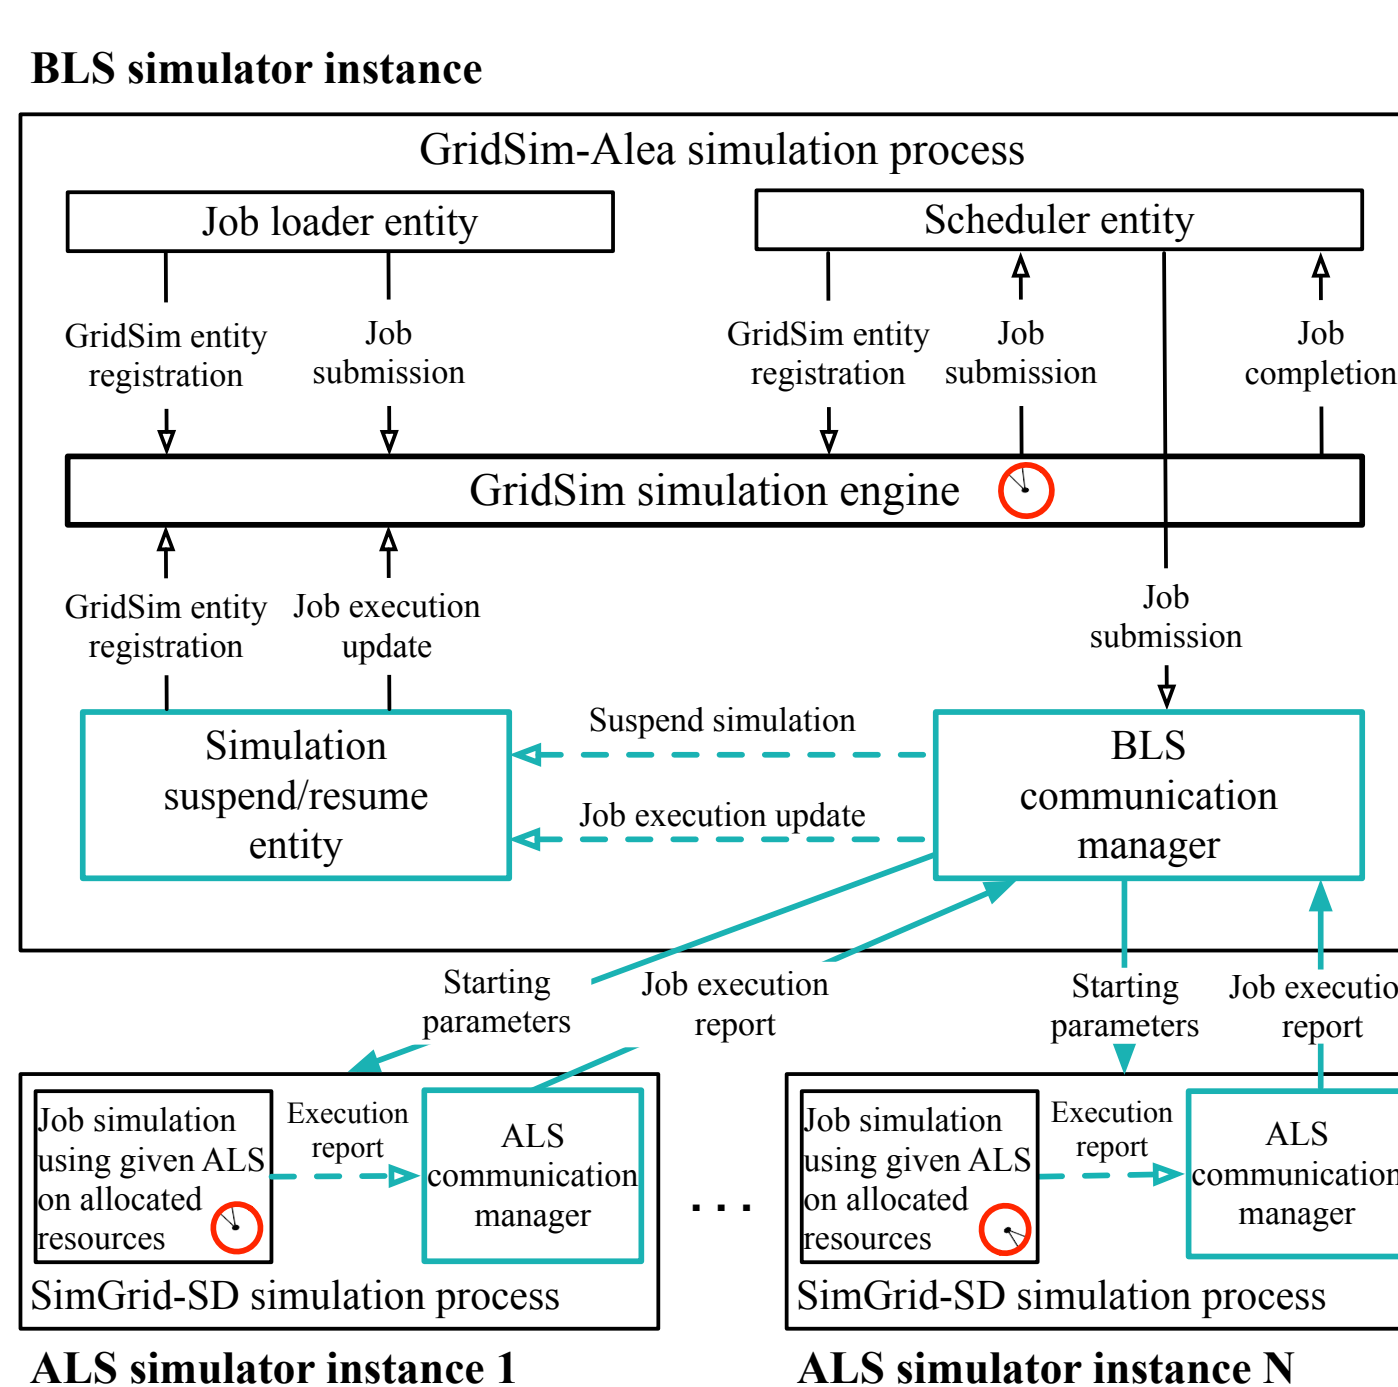 BLS simulator instance
GridSim-Alea simulation process
Job loader entity
Scheduler entity
GridSim entity
registration
Job
submission
GridSim entity
registration
Job
submission
Job
completion
GridSim simulation engine
GridSim entity
registration
Job execution
update
Job
submission
Simulation
suspend/resume
entity
Suspend simulation
Job execution update
BLS
communication
manager
Starting
parameters
Job execution
report
Starting
parameters
Job executio
report
Job simulation
using given ALS
on allocated
resources
Execution
report
ALS
communication
manager
SimGrid-SD simulation process
. . .
Job simulation
using given ALS
on allocated
resources
Execution
report
ALS
communication
manager
SimGrid-SD simulation process
ALS simulator instance 1
ALS simulator instance N